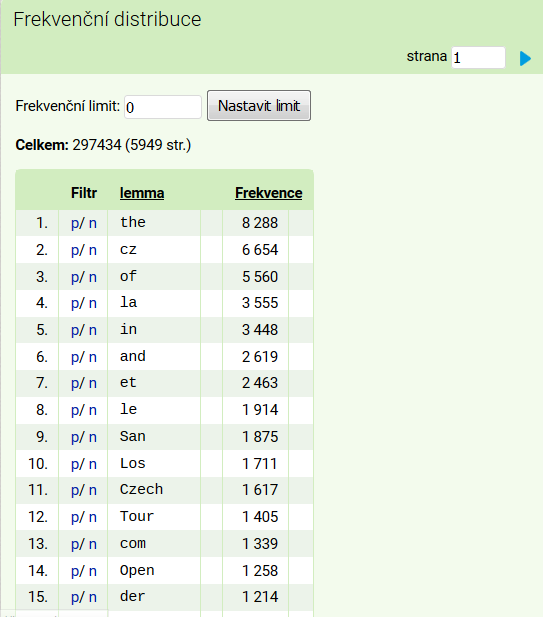 Frekvenční distribuce
strana 1
Frekvenční limit: 0 Nastavit limit
Celkem: 297434 (5949 str.)
Filtr lemma Frekvence
1. p/ n the 8 288
2. p/ n cz 6 654
3. p/ n of 5 560
4. p/ n la 3 555
5. p/ n in 3 448
6. p/ n and 2 619
7. p/ n et 2 463
8. p/ n le 1 914
9. p/ n San 1 875
10. p/ n Los 1 711
11. p/ n Czech 1 617
12. p/ n Tour 1 405
13. p/ n com 1 339
14. p/ n Open 1 258
15. p/ n der 1 214